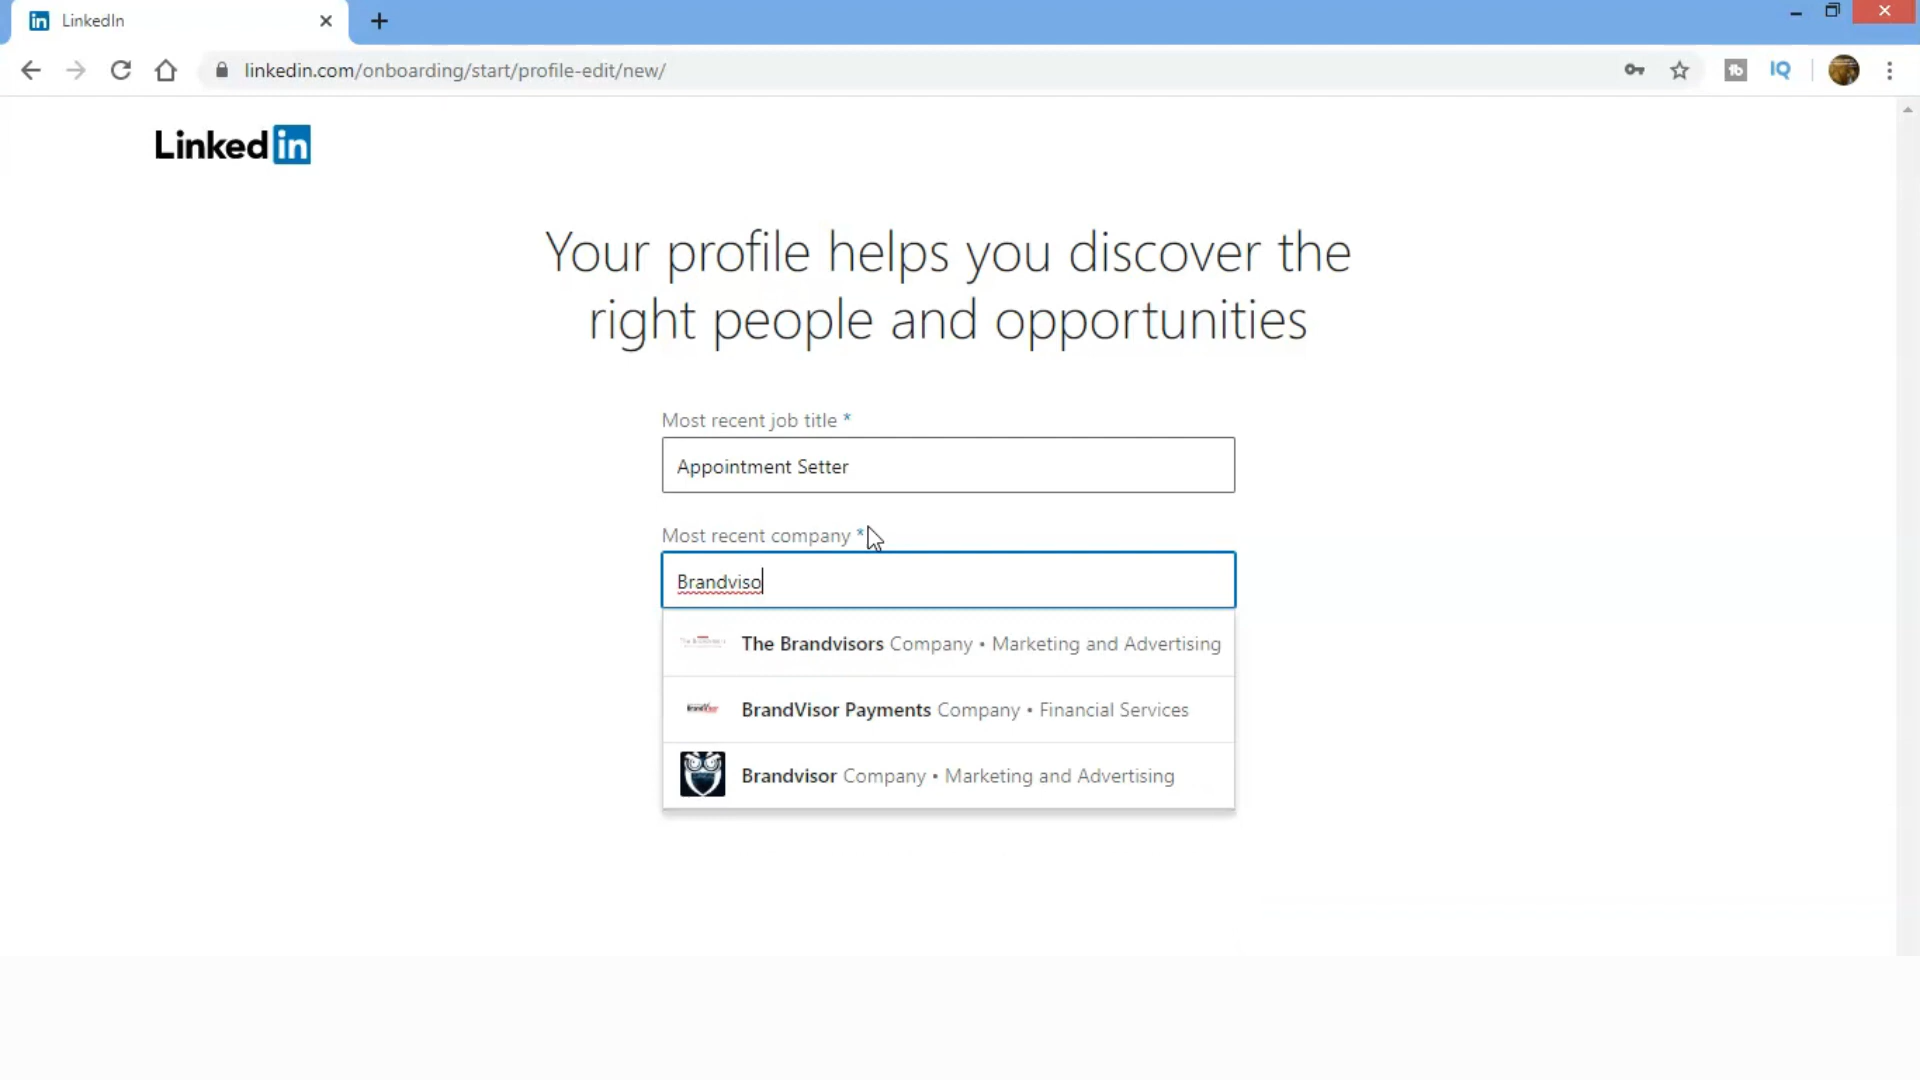 LinkedIn
linkedin.com/onboarding/start/profile-edit/new/
Linked in
Your profile helps you discover the
right people and opportunities
Most recent job title *
Appointment Setter
Most recent company *
Brandviso
The Brandvisors Company • Marketing and Advertising
BrandVisor Payments Company • Financial Services
Brandvisor Company • Marketing and Advertising